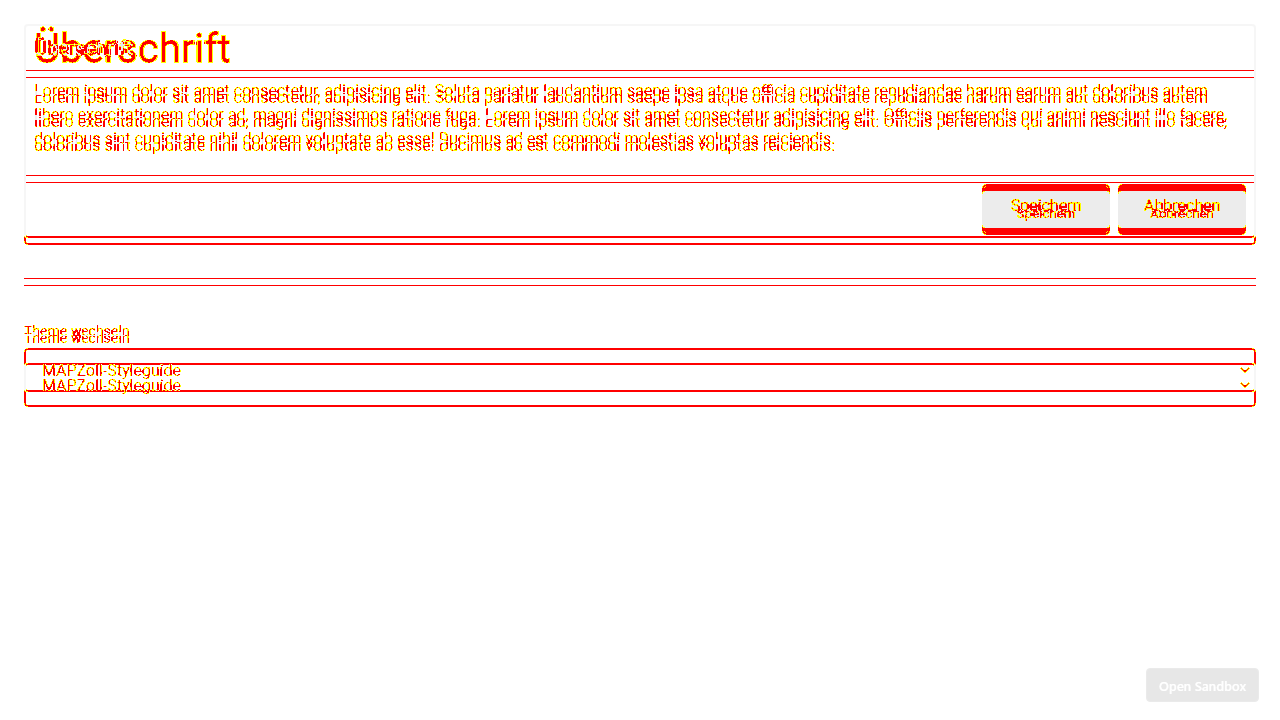 Überschrift
Lorem ipsum dolor sit amet consectetur, adipisicing elit. Soluta pariatur laudantium saepe ipsa atque officia cupiditate repudiandae harum earum aut doloribus autem
libero exercitationem dolor ad, magni dignissimos ratione fuga. Lorem ipsum dolor sit amet consectetur adipisicing elit. Officiis perferendis qui animi nesciunt illo facere,
doloribus sint cupiditate nihil dolorem voluptate ab esse! Ducimus ad est commodi molestias voluptas reiciendis.
Speichern Abbrechen
Speichern Abbrechen
Theme wechseln
Theme wechseln
MAPZoll-Styleguide
MAPZoll-Styleguide
Open Sandbox